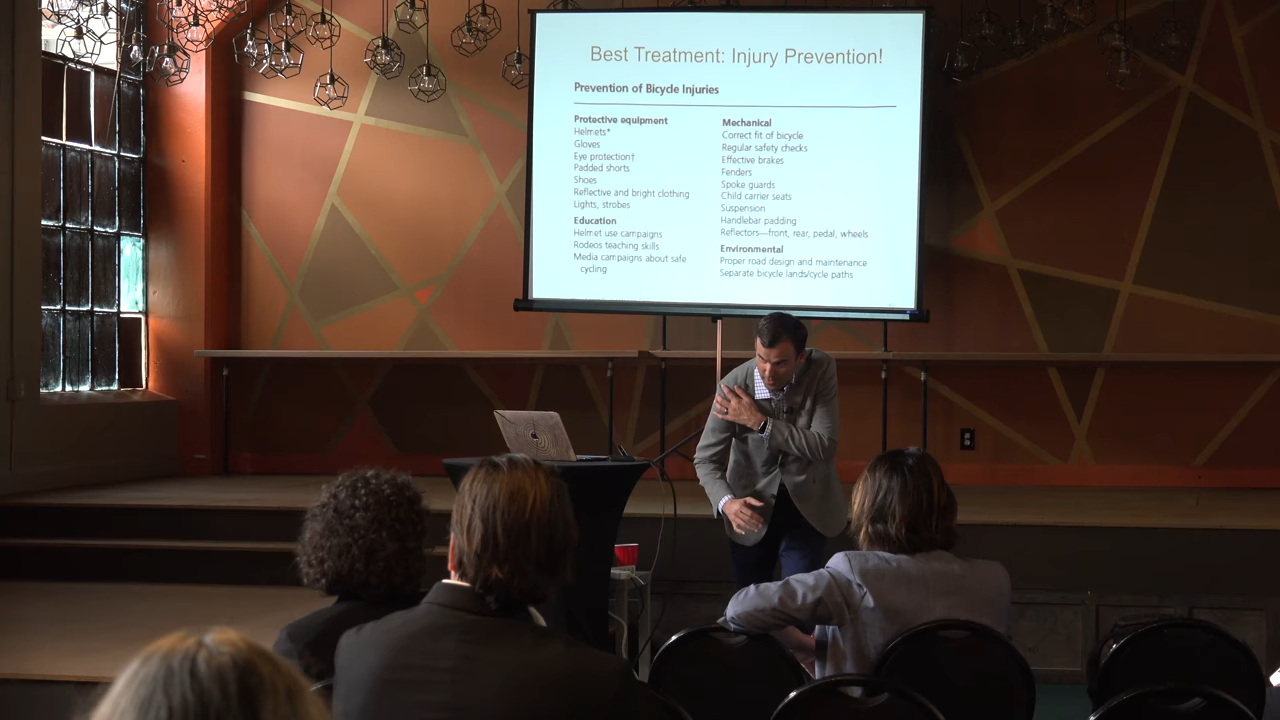 Best Treatment: Injury Prevention!
Prevention of Bicycle Injuries
Protective equipment
Helmets*
Gloves
Eye protection†
Padded shorts
Shoes
Reflective and bright clothing
Lights, strobes
Education
Helmet use campaigns
Rodeos teaching skills
Media campaigns about safe
cycling
Mechanical
Correct fit of bicycle
Regular safety checks
Effective brakes
Fenders
Spoke guards
Child carrier seats
Suspension
Handlebar padding
Reflectors—front, rear, pedal, wheels
Environmental
Proper road design and maintenance
Separate bicycle lands/cycle paths